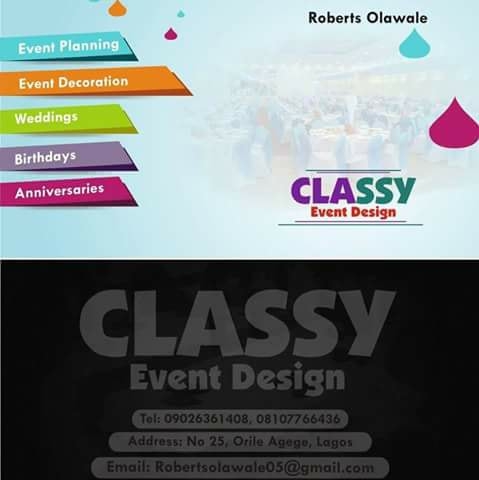 Roberts Olawale
Event Planning
Event Decoration
Weddings
Birthdays
Anniversaries
CLASSY
Event Design
CLASSY
Event Design
Tel: 09026361408, 08107766436
Address: No 25, Orile Agege, Lagos
Email: Robertsolawale05@gmail.com